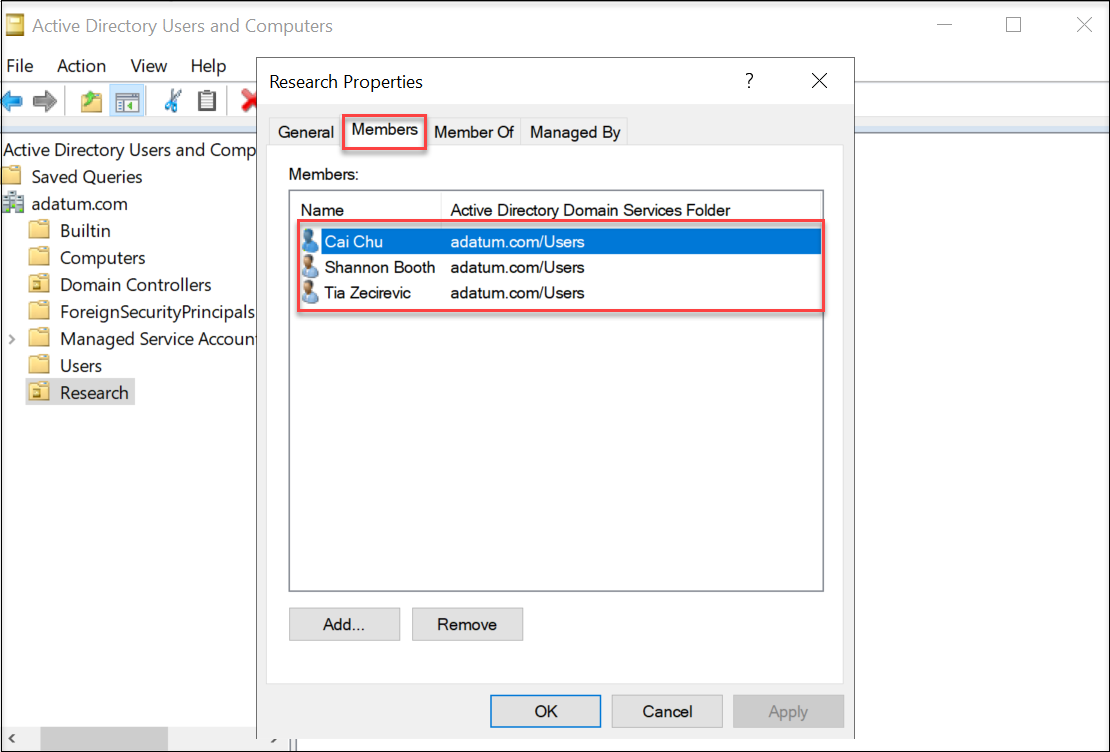 Active Directory Users and Computers
File Action View Help
Research Properties ?
General Members Member Of Managed By
Active Directory Users and Comp
Saved Queries
adatum.com
Builtin
Computers
Domain Controllers
ForeignSecurityPrincipals
Managed Service Accoun
Users
Research
Members:
Name Active Directory Domain Services Folder
Cai Chu adatum.com/Users
Shannon Booth adatum.com/Users
Tia Zecirevic adatum.com/Users
Add... Remove
OK Cancel Apply